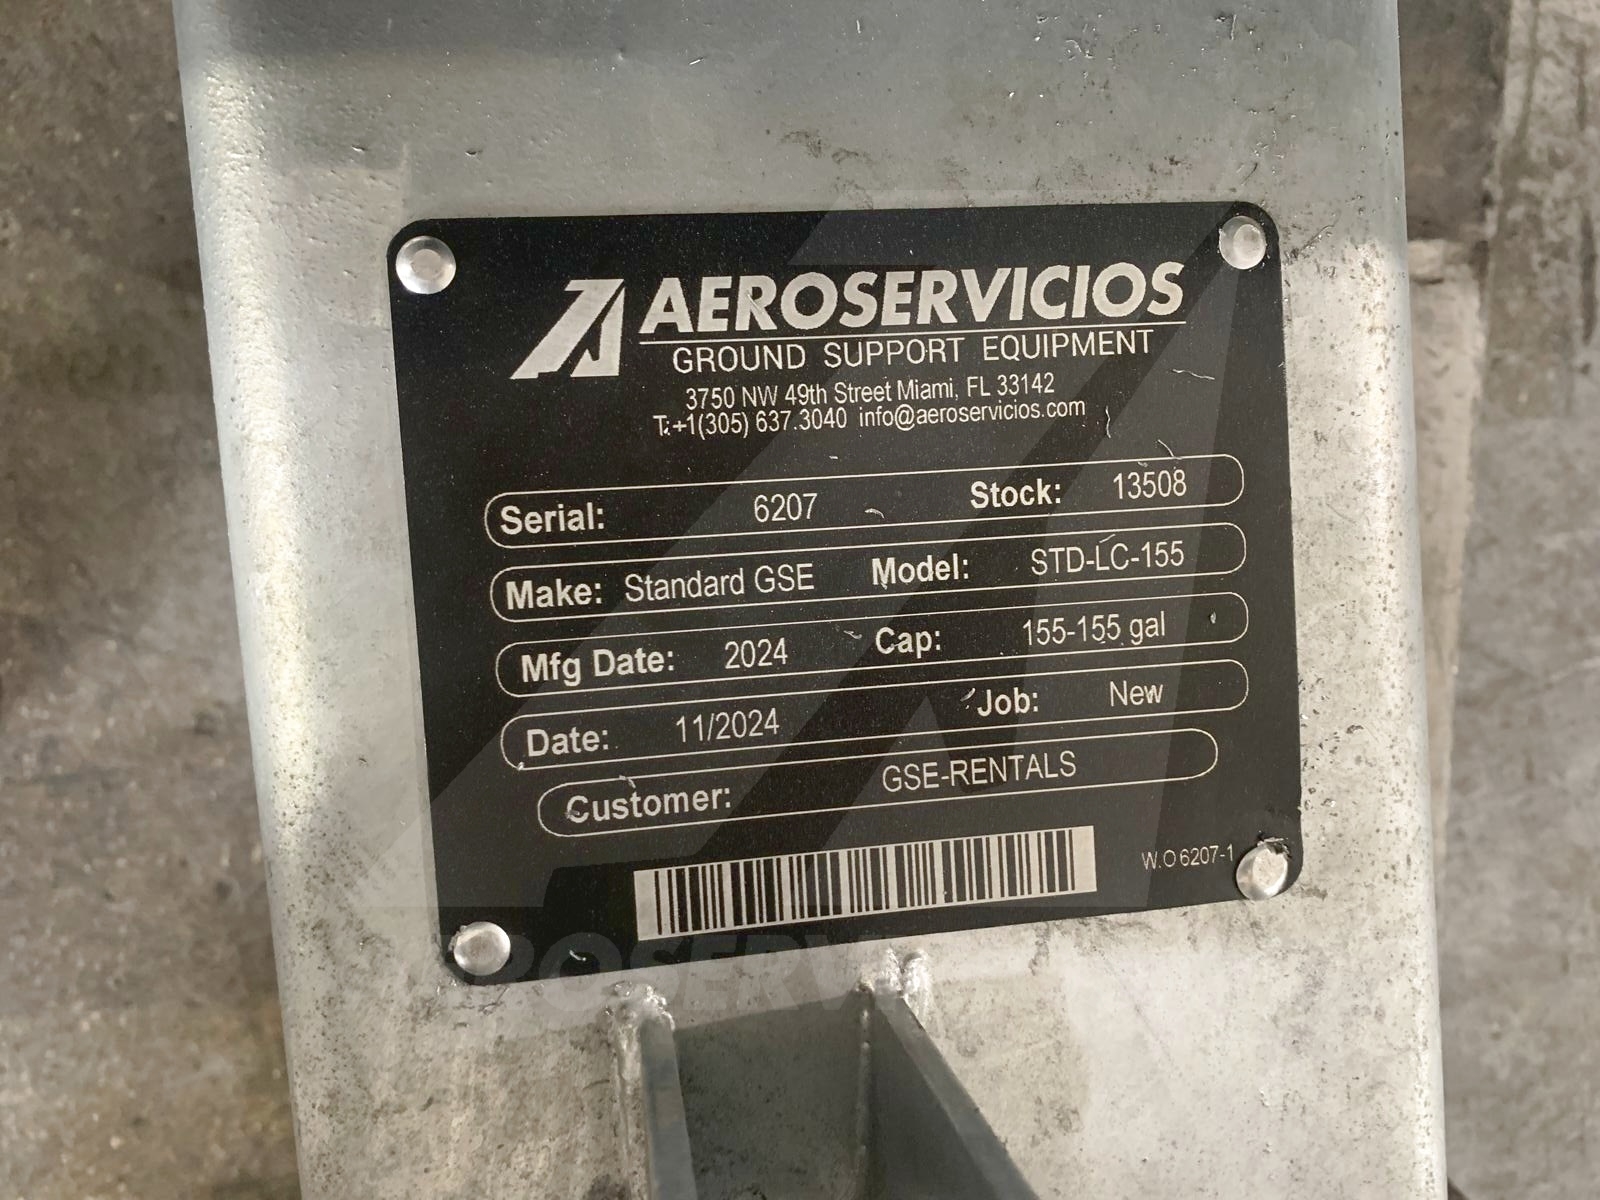 AEROSERVICIOS
GROUND SUPPORT EQUIPMENT
3750 NW 49th Street Miami, FL 33142
T:+1(305) 637.3040 info@aeroservicios.com
Serial: 6207 Stock: 13508
Make: Standard GSE Model: STD-LC-155
Mfg Date: 2024 Cap: 155-155 gal
Date: 11/2024 Job: New
Customer: GSE-RENTALS
W.O 6207-1